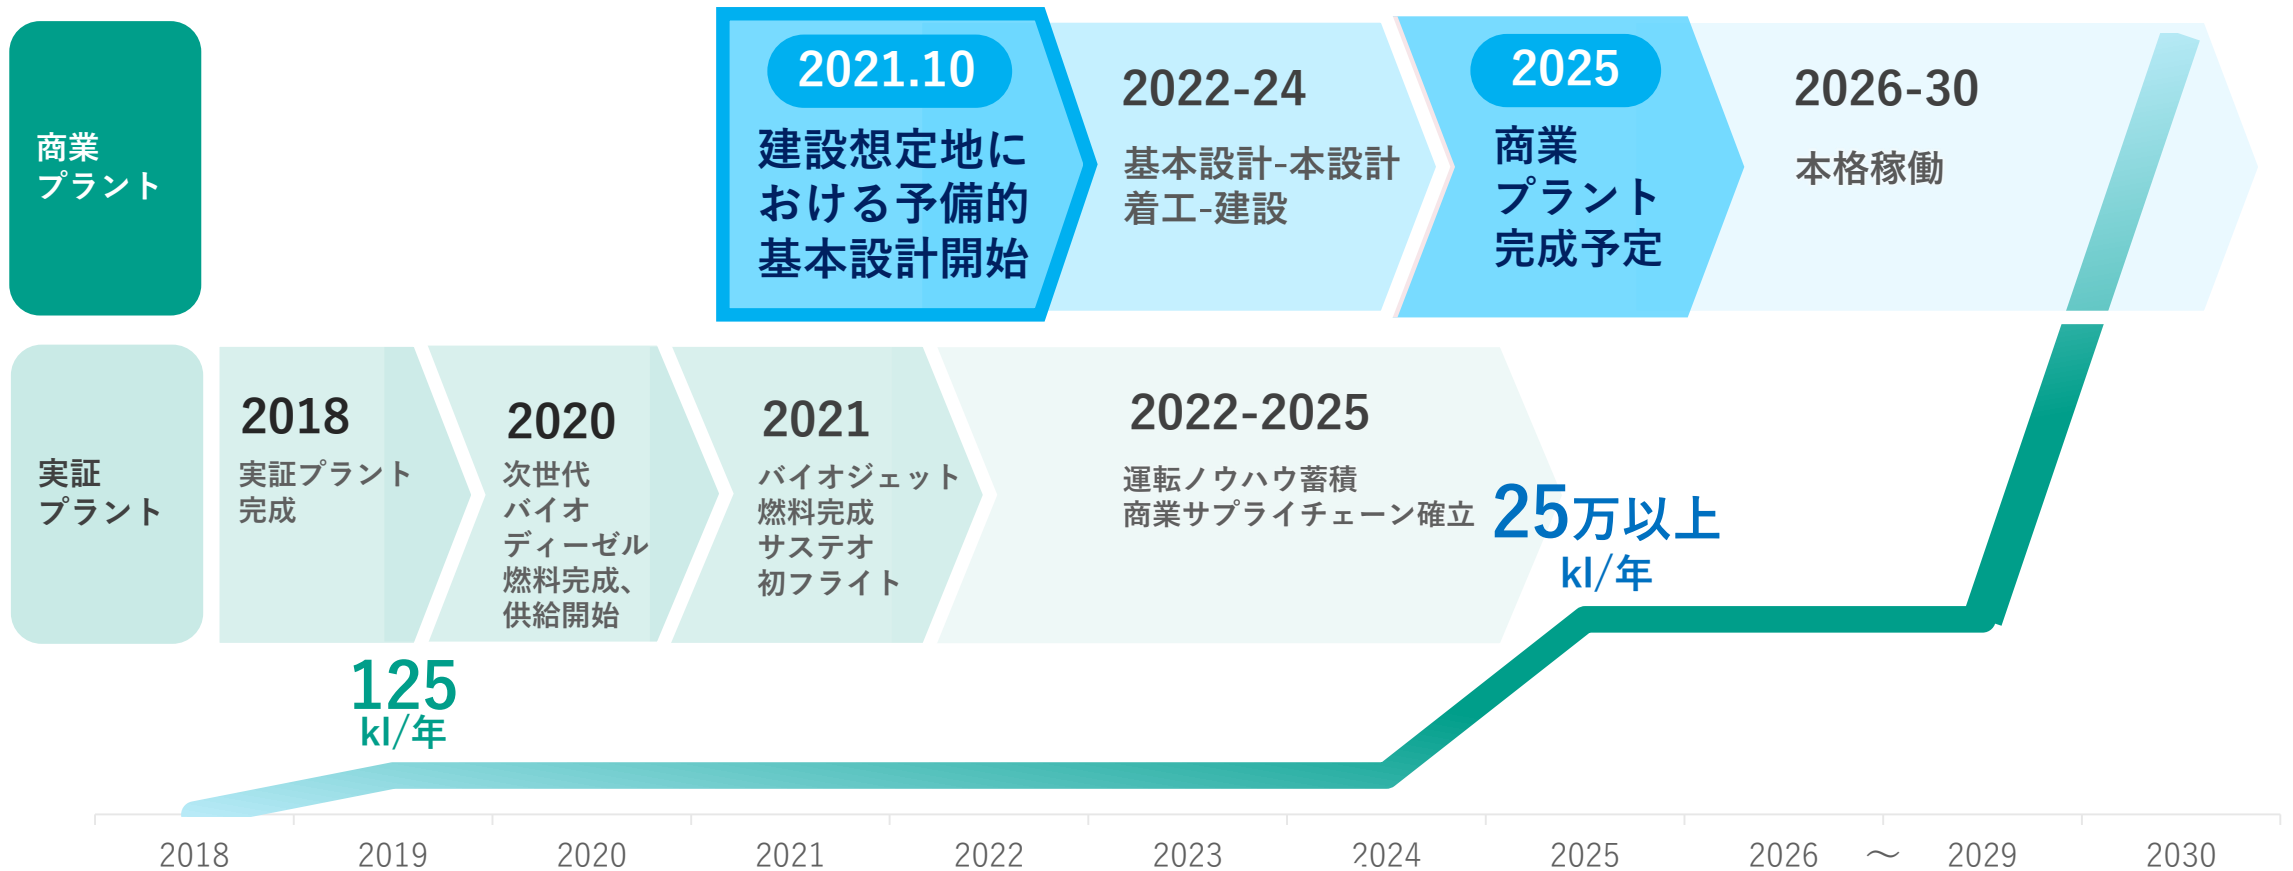 商業
プラント
2021.10
建設想定地に
おける予備的
基本設計開始
2022-24
基本設計-本設計
着工-建設
2025
商業
プラント
完成予定
2026-30
本格稼働
実証
プラント
2018
実証プラント
完成
2020
次世代
バイオ
ディーゼル
燃料完成、
供給開始
2021
バイオジェット
燃料完成
サステオ
初フライト
2022-2025
運転ノウハウ蓄積
商業サプライチェーン確立
25万以上
kl/年
125
kl/年
2018 2019 2020 2021 2022 2023 2024 2025 2026 ～ 2029 2030